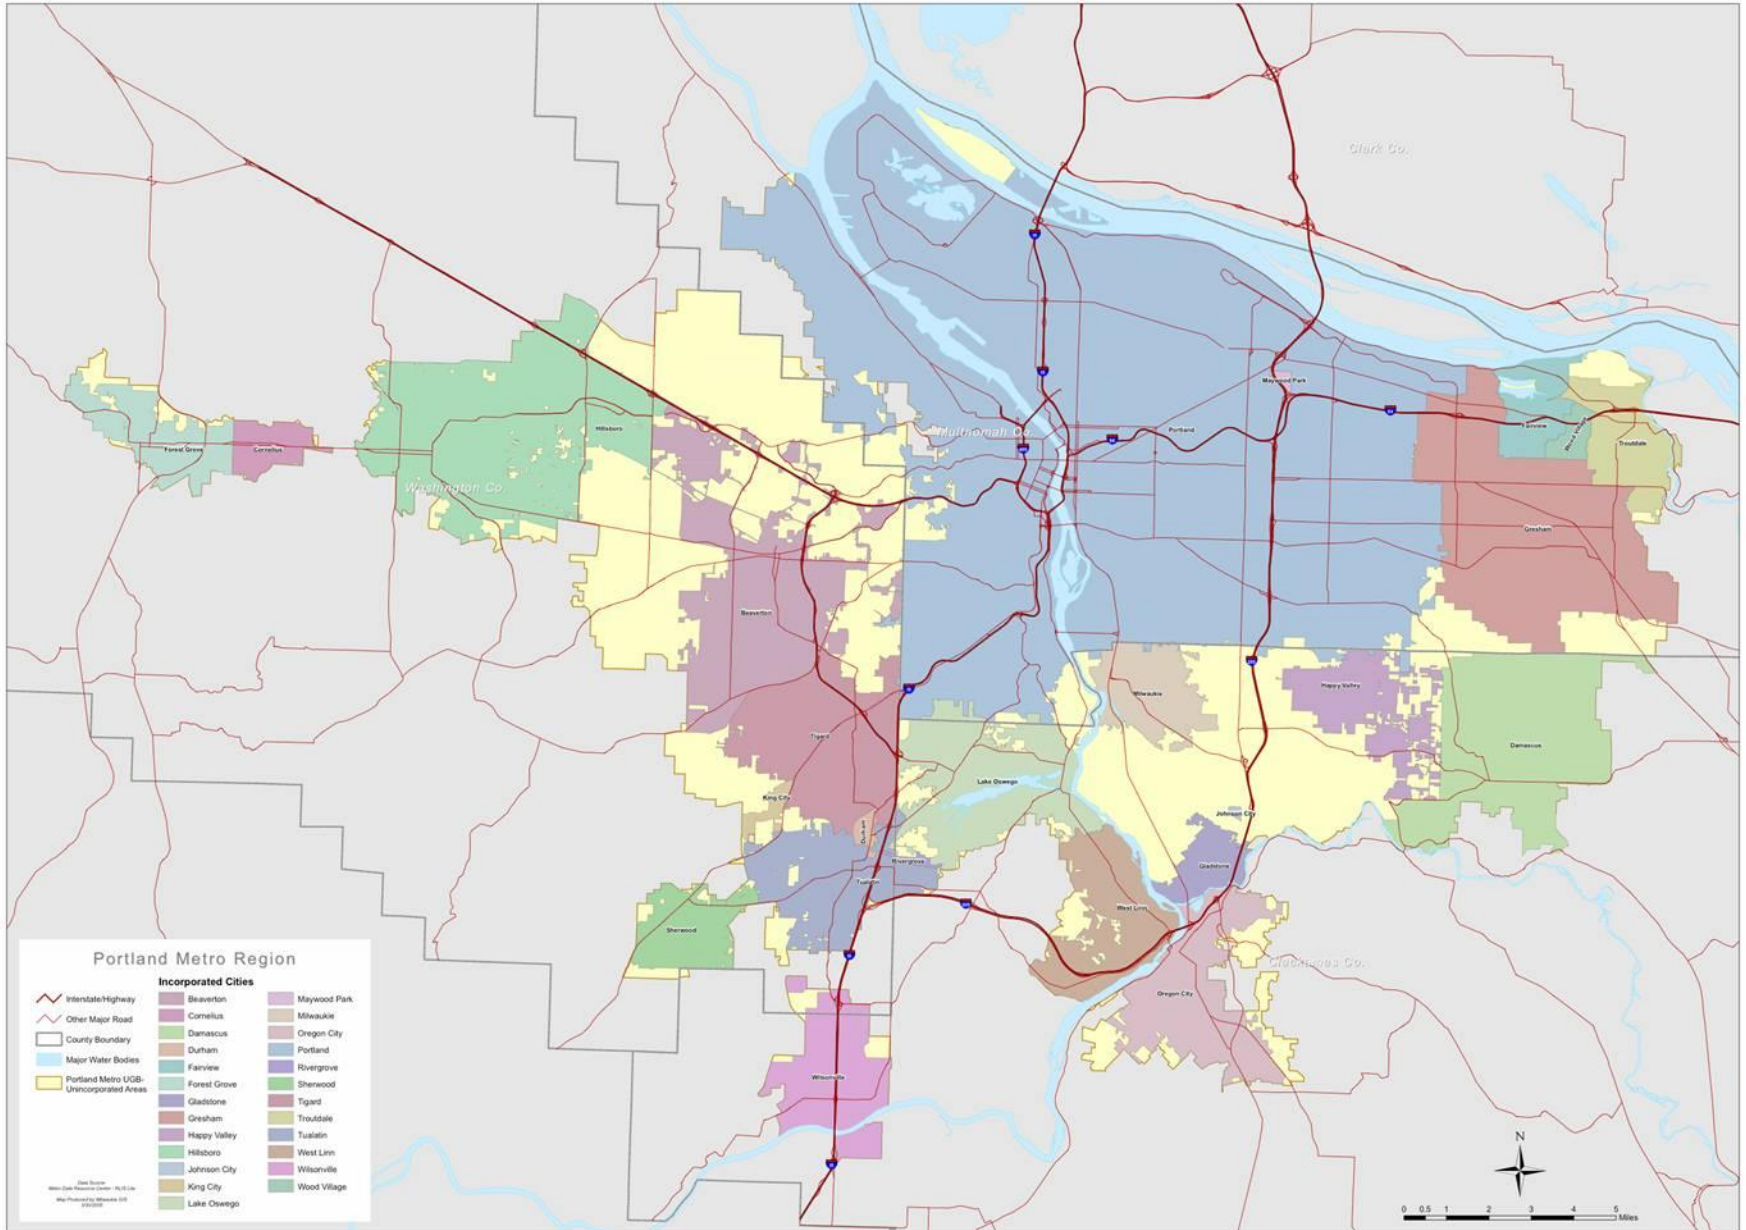 Clark Co.
Maywood Park
Portland
Multnomah Co.
Fairview
Wood Village
Troutdale
Hillsboro
Forest Grove
Cornelius
Washington Co
Gresham
Beaverton
Milwaukie
Happy Valley
Tigard
Damascus
Lake Oswego
King City
Durham
Johnson City
Rivergrove
Gladstone
Tualatin
West Linn
Sherwood
Clackamas Co.
Oregon City
Wilsonville
Portland Metro Region
Incorporated Cities
Interstate/Highway
Other Major Road
County Boundary
Major Water Bodies
Portland Metro UGB-
Unincorporated Areas
Beaverton
Cornelius
Damascus
Durham
Fairview
Forest Grove
Gladstone
Gresham
Happy Valley
Hillsboro
Johnson City
King City
Lake Oswego
Maywood Park
Milwaukie
Oregon City
Portland
Rivergrove
Sherwood
Tigard
Troutdale
Tualatin
West Linn
Wilsonville
Wood Village
Data Source
N
0 0.5 1 2 3 4 5
Miles